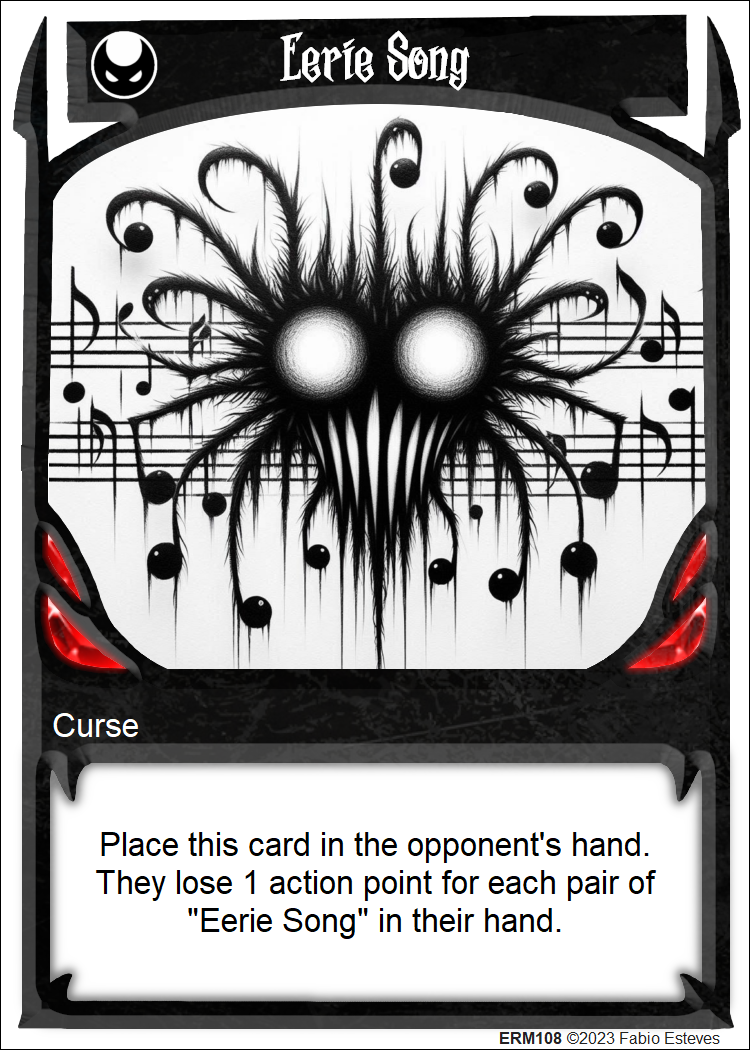 Eerie Song
Curse
Place this card in the opponent's hand.
They lose 1 action point for each pair of
"Eerie Song" in their hand.
ERM108 ©2023 Fabio Esteves